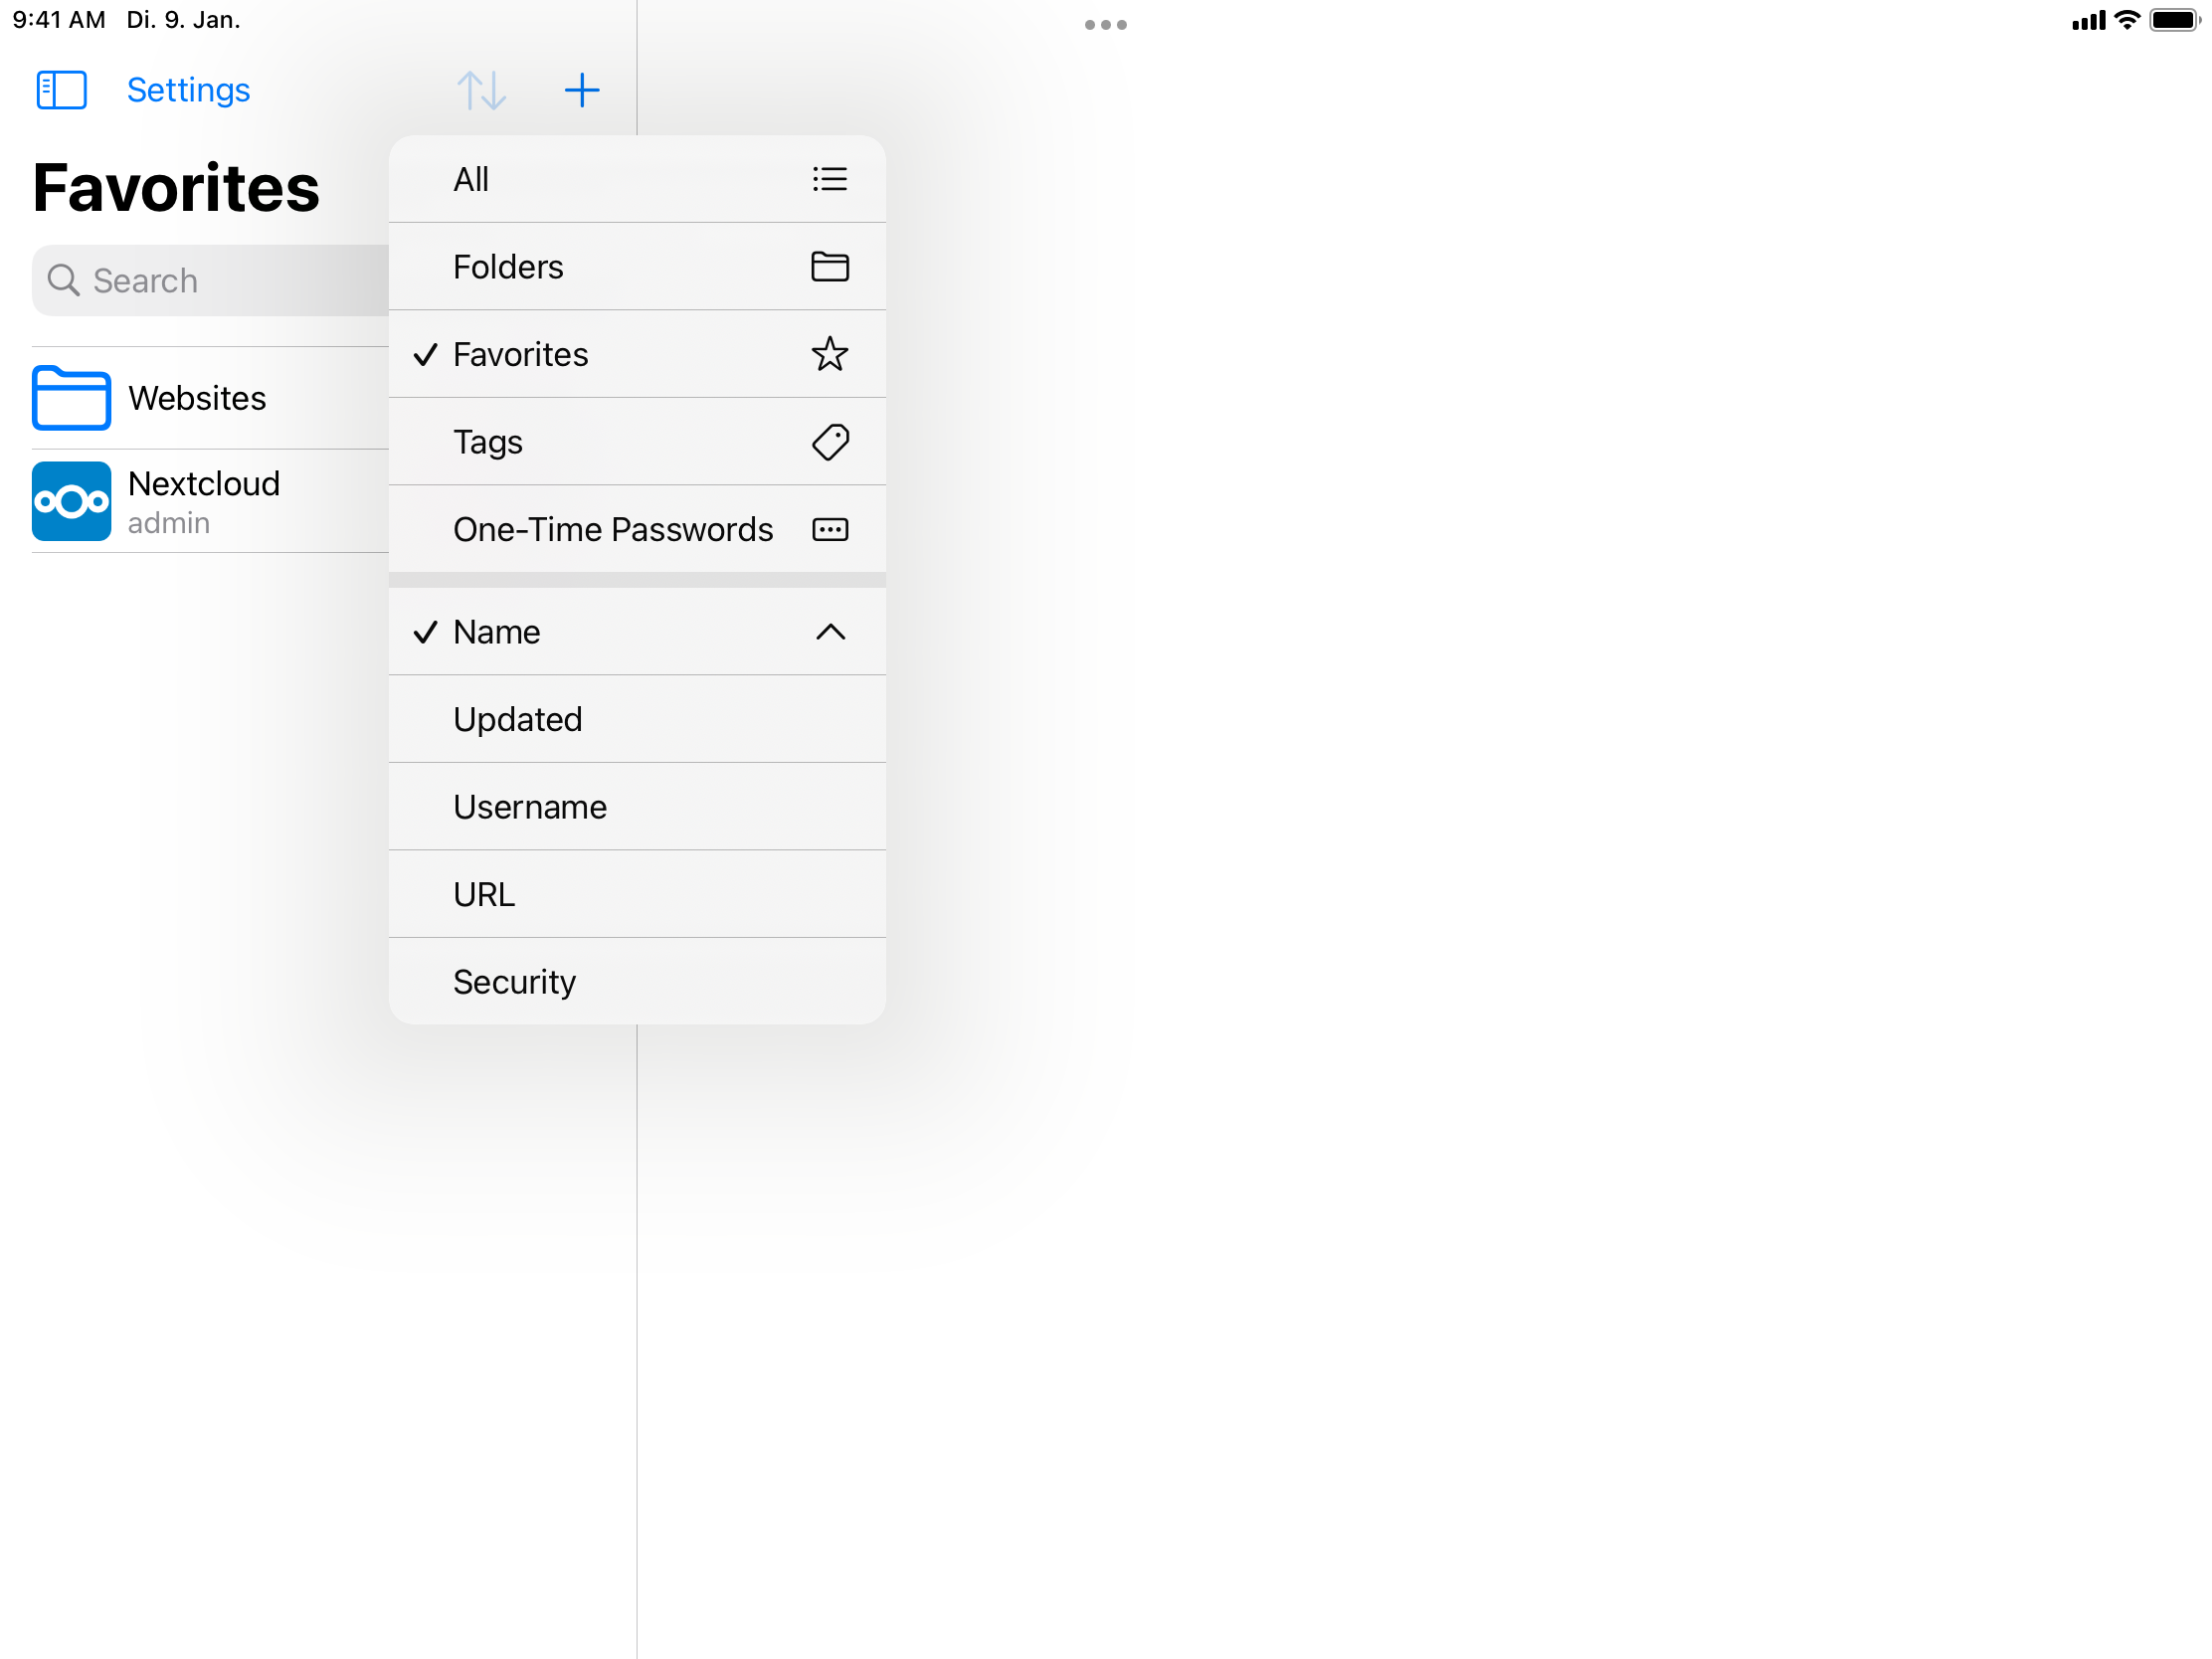 9:41 AM Di. 9. Jan.
Settings
Favorites
Search
Websites
Nextcloud
admin
All
Folders
Favorites
Tags
One-Time Passwords
Name
Updated
Username
URL
Security